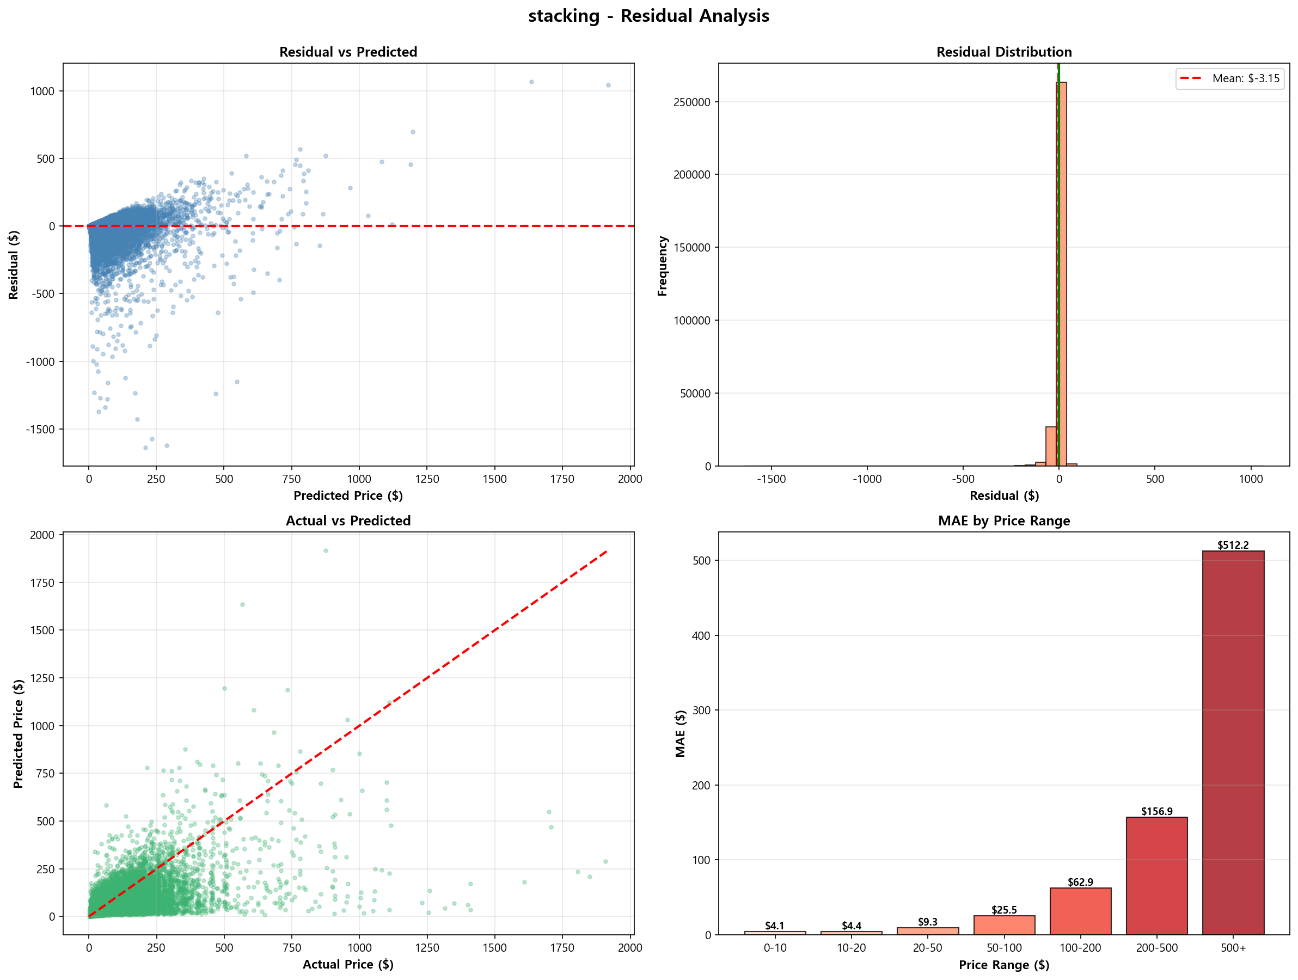 stacking - Residual Analysis
Residual vs Predicted
1000
500
0
-500
-1000
-1500
Residual ($)
0 250 500 750 1000 1250 1500 1750 2000
Predicted Price ($)
Residual Distribution
Mean: $-3.15
250000
200000
150000
100000
50000
0
Frequency
-1500 -1000 -500 0 500 1000
Residual ($)
Actual vs Predicted
2000
1750
1500
1250
1000
750
500
250
0
Predicted Price ($)
0 250 500 750 1000 1250 1500 1750 2000
Actual Price ($)
MAE by Price Range
500
400
300
200
100
0
MAE ($)
$4.1 $4.4 $9.3 $25.5 $62.9 $156.9 $512.2
0-10 10-20 20-50 50-100 100-200 200-500 500+
Price Range ($)